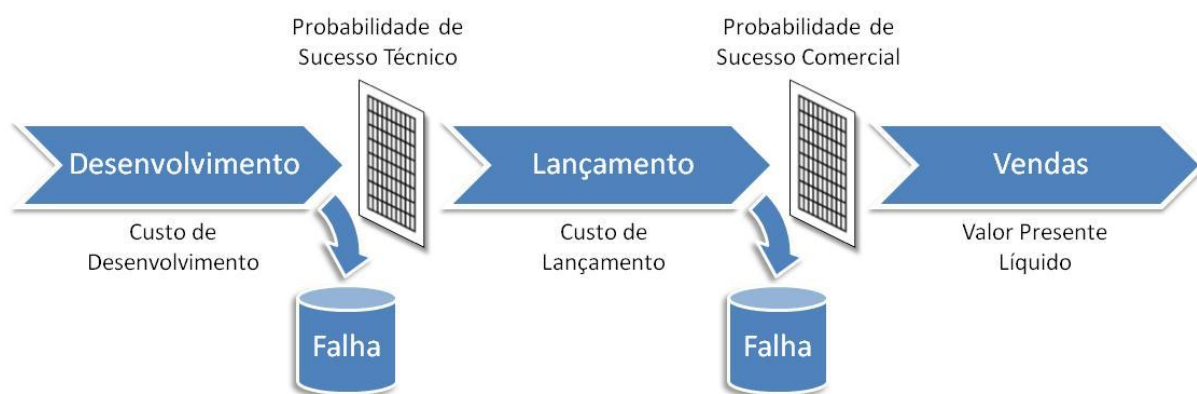 Probabilidade de
Sucesso Técnico
Probabilidade de
Sucesso Comercial
Desenvolvimento
Lançamento
Vendas
Custo de
Desenvolvimento
Custo de
Lançamento
Valor Presente
Líquido
Falha
Falha